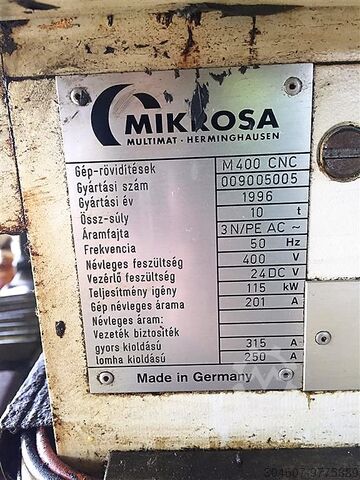 MIKROSA
MULTIMAT · HERMINGHAUSEN
Gép-rövidítések M400 CNC
Gyártási szám 009005005
Gyártási év 1996
Össz-súly 10 t
Áramfajta 3N/PE AC ~
Frekvencia 50 Hz
Névleges feszültség 400 V
Vezérlő feszültség 24DC V
Teljesítmény igény 115 kW
Gép névleges árama 201 A
Névleges áram:
Vezeték biztosíték
gyors kioldású 315 A
lomha kioldású 250 A
Made in Germany